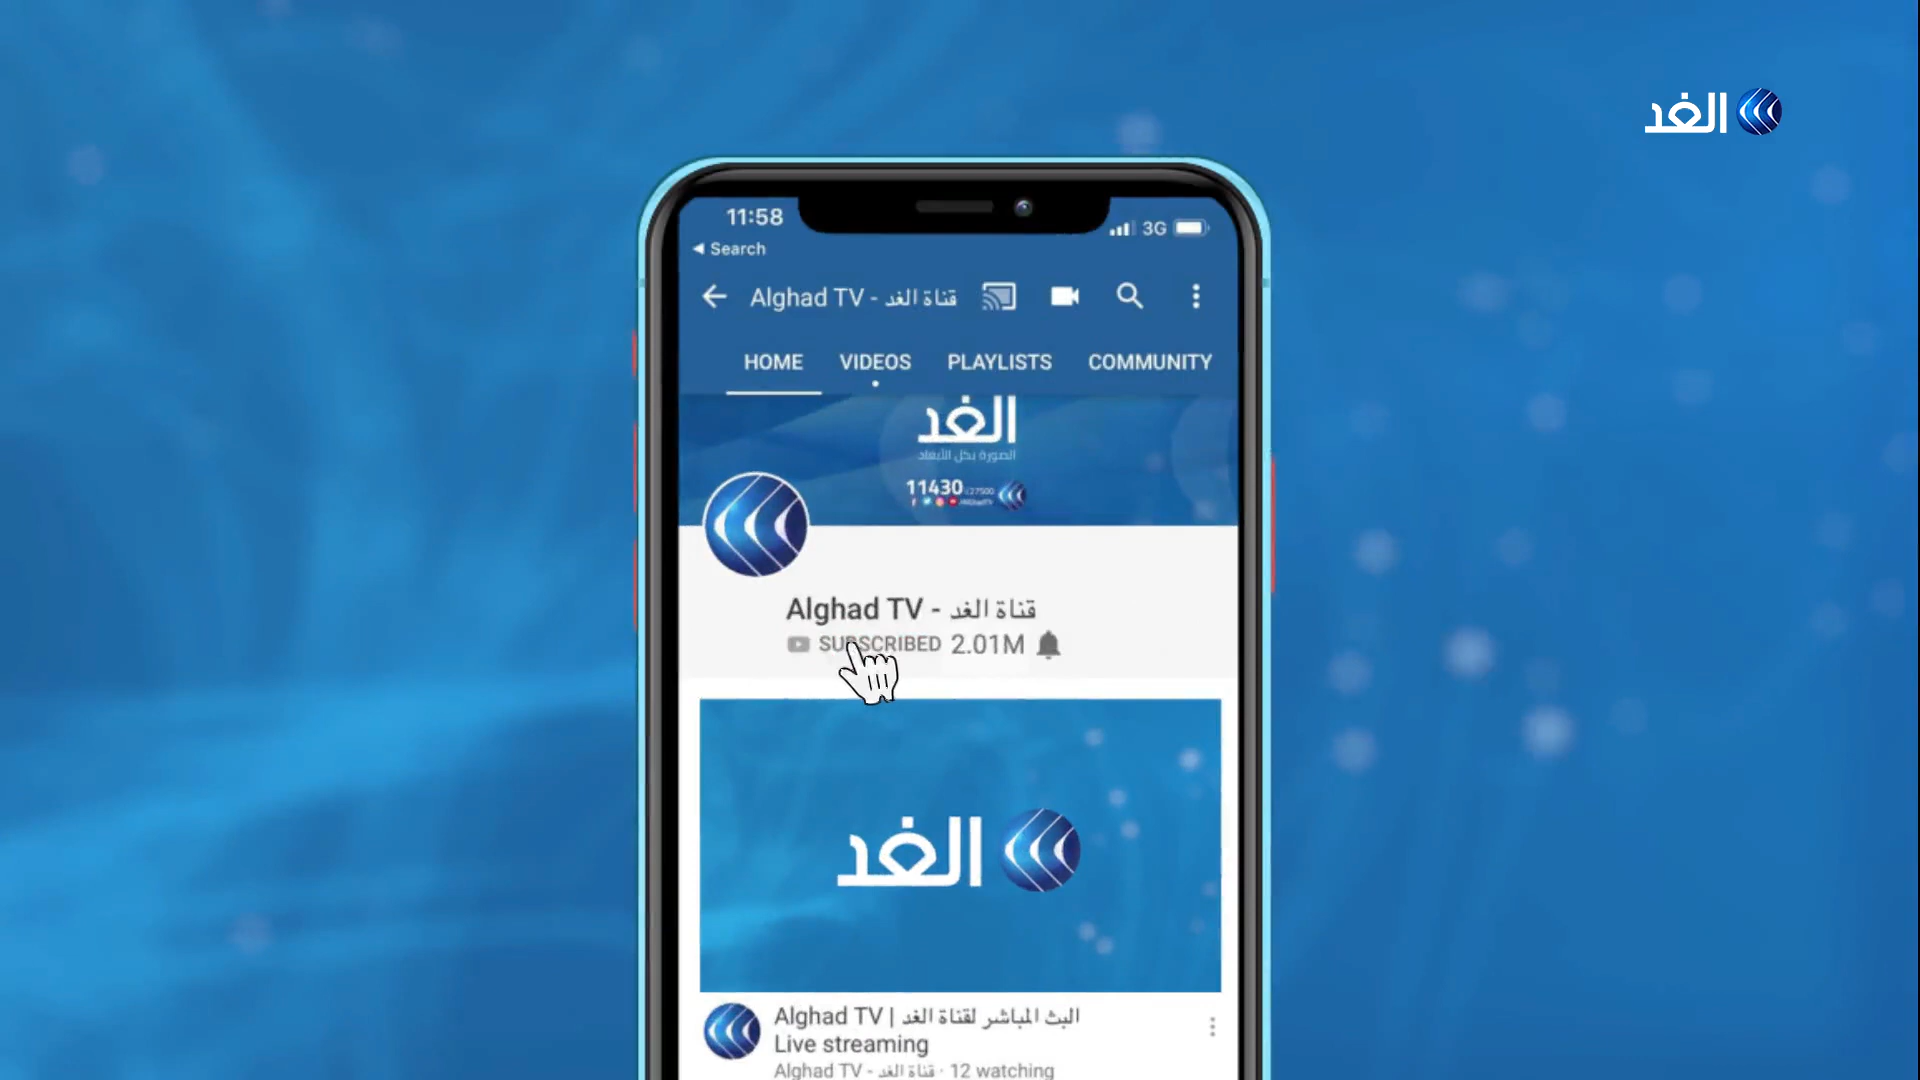 الغد
11:58
3G
Search
Alghad TV - قناة الغد
HOME VIDEOS PLAYLISTS COMMUNITY
الغد
الصورة بكل الأبعاد
11430
27500
Alghad TV - قناة الغد
SUBSCRIBED 2.01M
الغد
Alghad TV | البث المباشر لقناة الغد
Live streaming
Alghad TV - قناة الغد · 12 watching